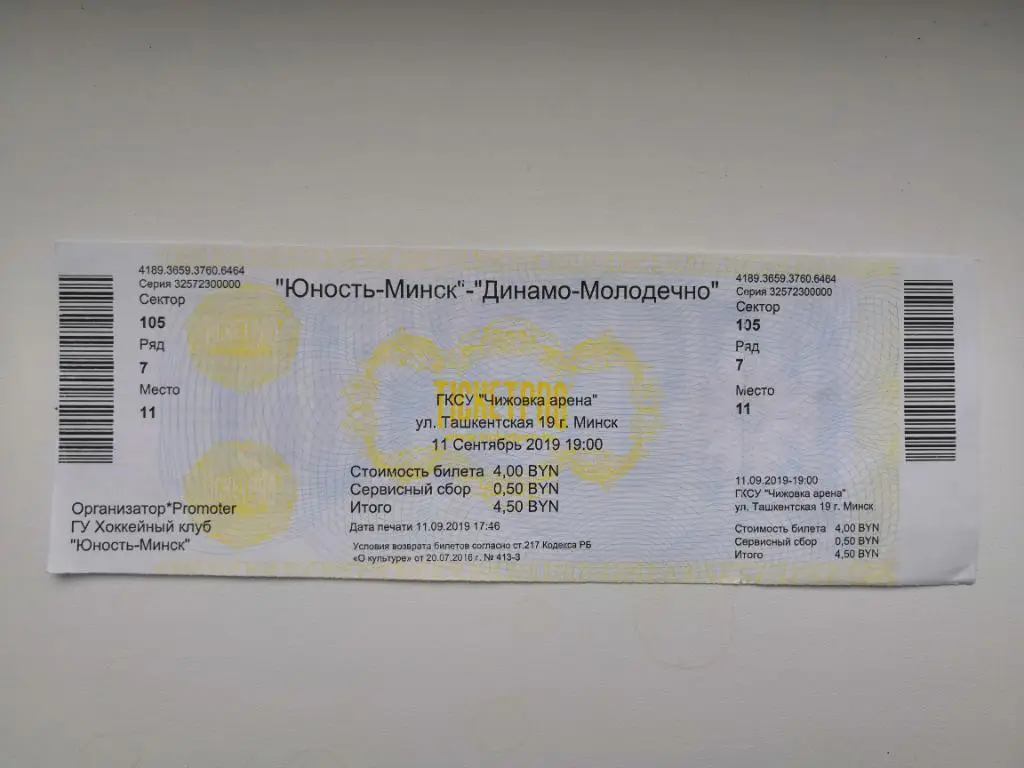 4189.3659.3760.6464
Серия 32572300000
Сектор
105
Ряд
7
Место
11
Организатор*Promoter
ГУ Хоккейный клуб
"Юность-Минск"
"Юность-Минск"-"Динамо-Молодечно"
TICKETPRO
ГКСУ "Чижовка арена"
ул. Ташкентская 19 г. Минск
11 Сентябрь 2019 19:00
Стоимость билета 4,00 BYN
Сервисный сбор 0,50 BYN
Итого 4,50 BYN
Дата печати 11.09.2019 17:46
Условия возврата билетов согласно ст.217 Кодекса РБ
«О культуре» от 20.07.2016 г. № 413-3
4189.3659.3760.6464
Серия 32572300000
Сектор
105
Ряд
7
Место
11
11.09.2019-19:00
ГКСУ "Чижовка арена"
ул. Ташкентская 19 г. Минск
Стоимость билета 4,00 BYN
Сервисный сбор 0,50 BYN
Итого 4,50 BYN